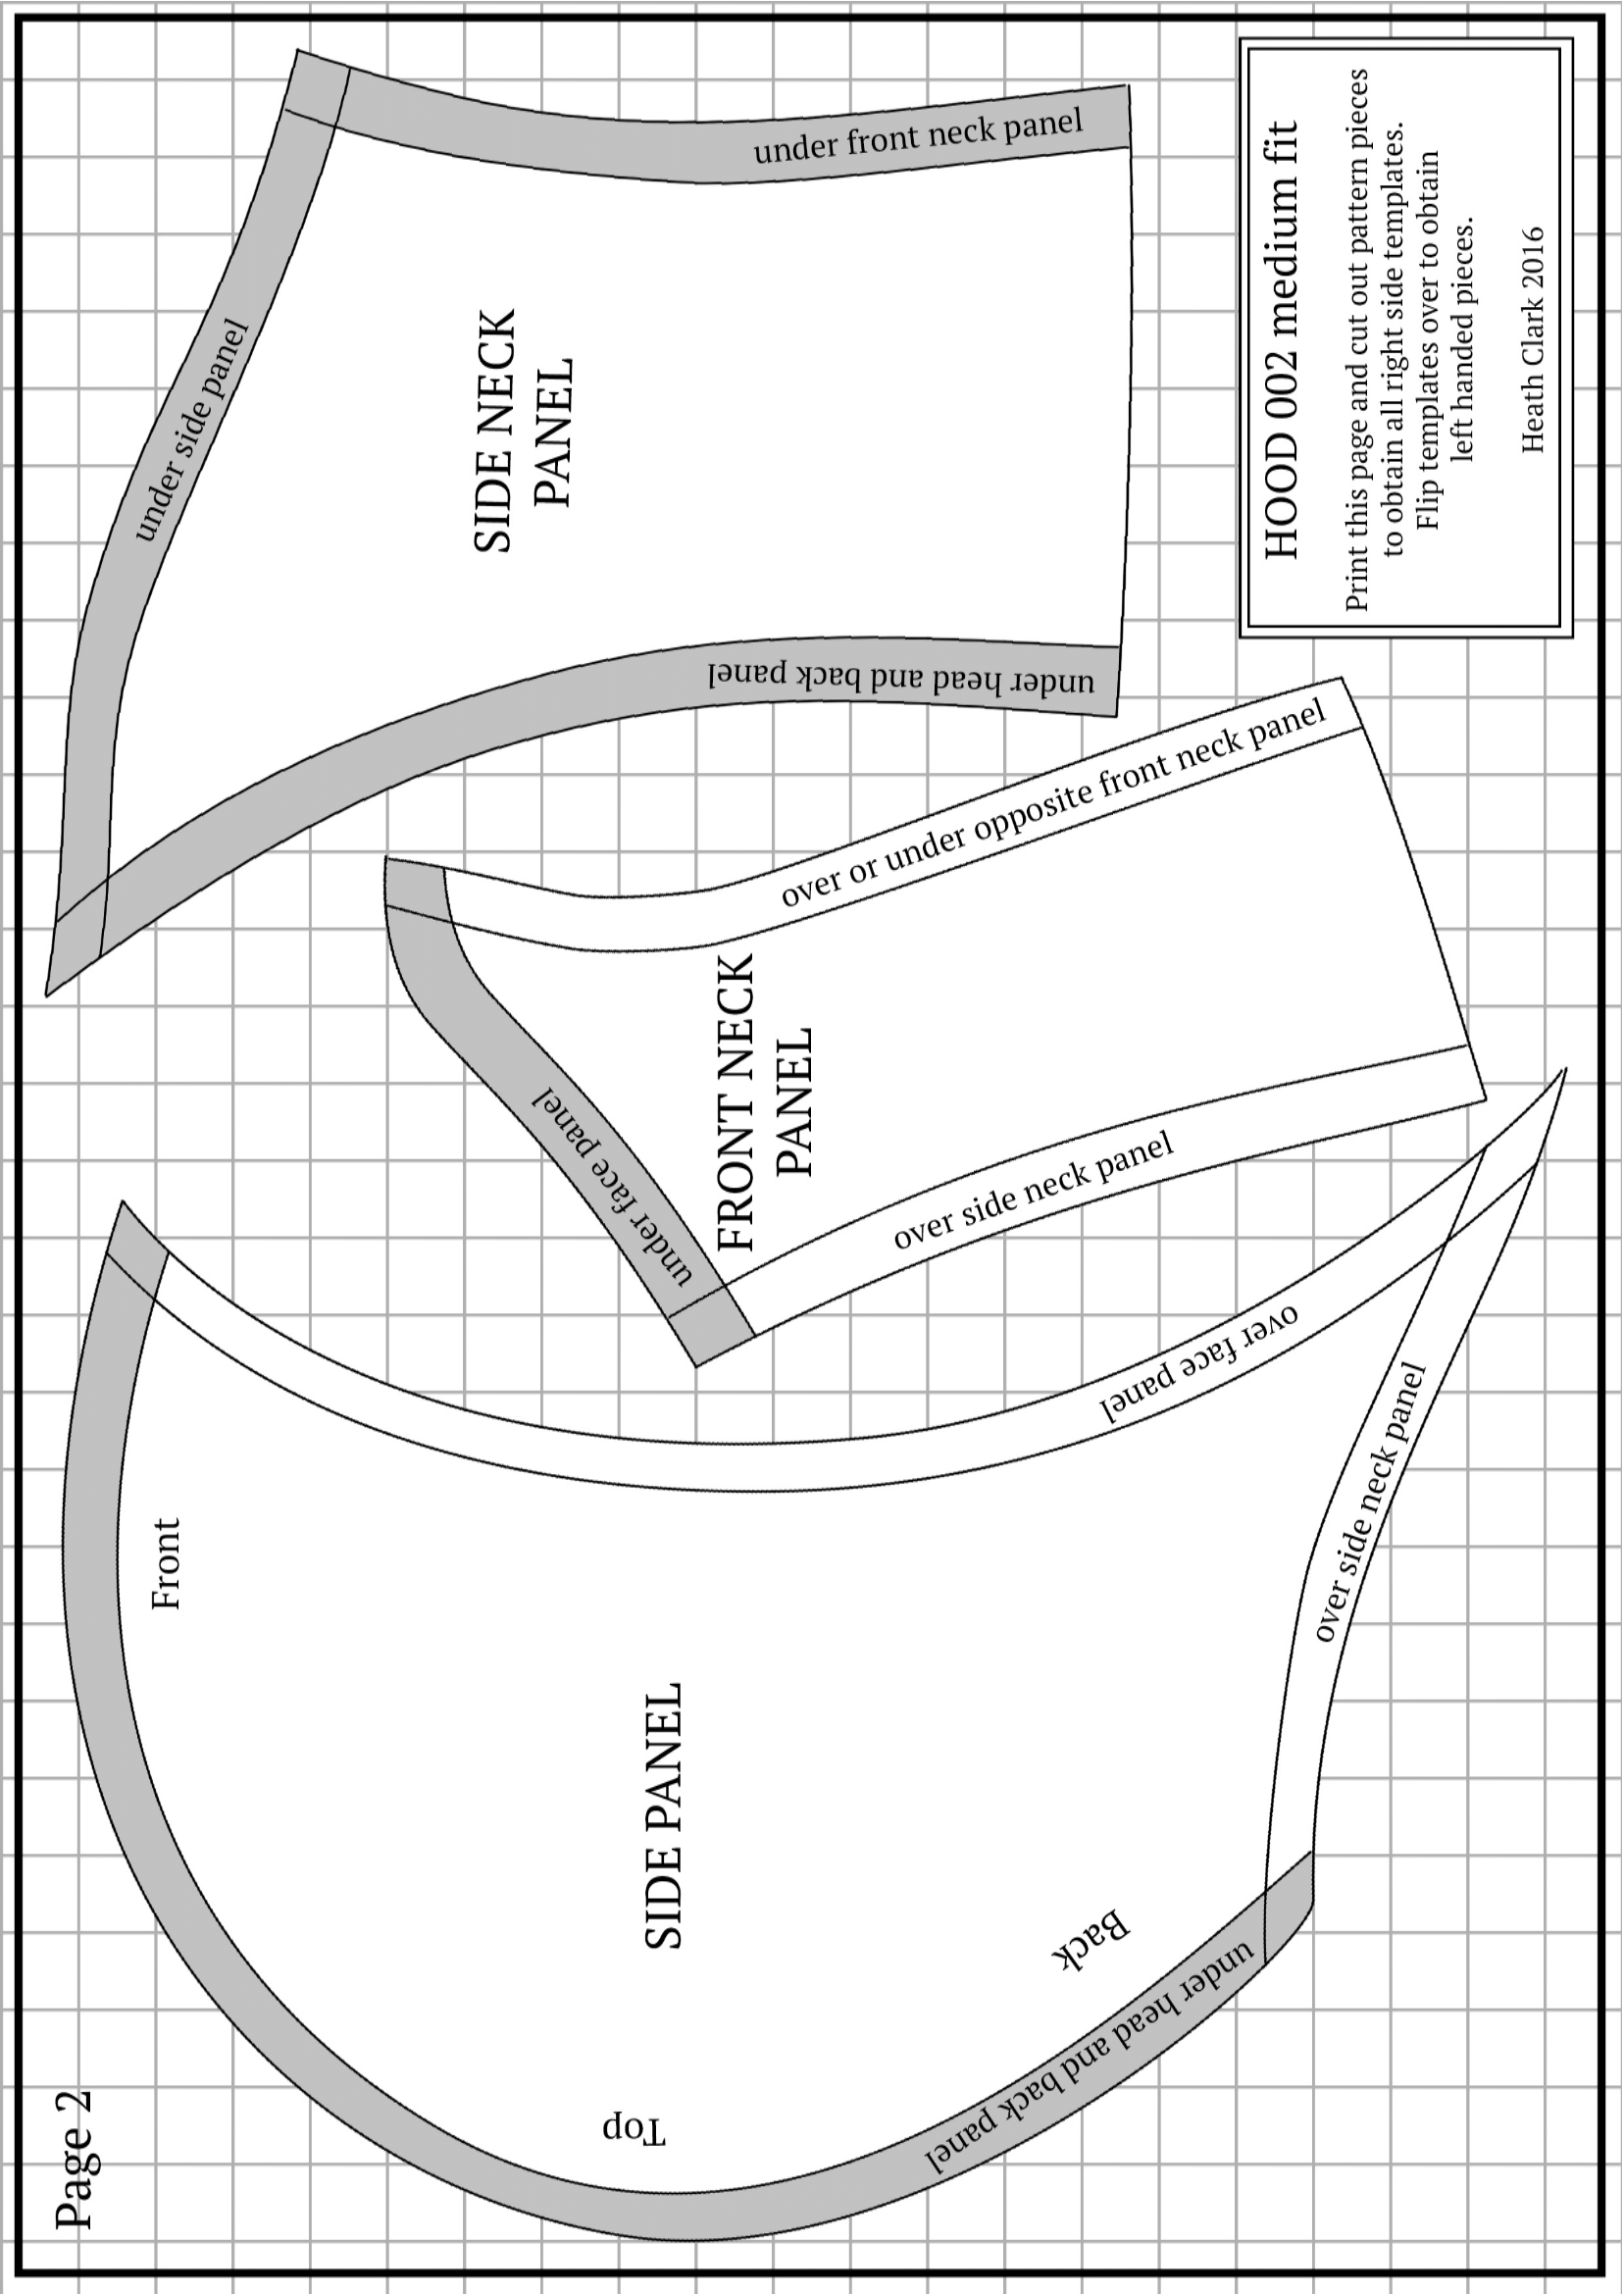 Page 2
under side panel
under front neck panel
SIDE NECK
PANEL
under head and back panel
HOOD 002 medium fit
Print this page and cut out pattern pieces
to obtain all right side templates.
Flip templates over to obtain
left handed pieces.
Heath Clark 2016
over or under opposite front neck panel
under face panel
FRONT NECK
PANEL
over side neck panel
over face panel
Front
SIDE PANEL
over side neck panel
Back
Top
under head and back panel